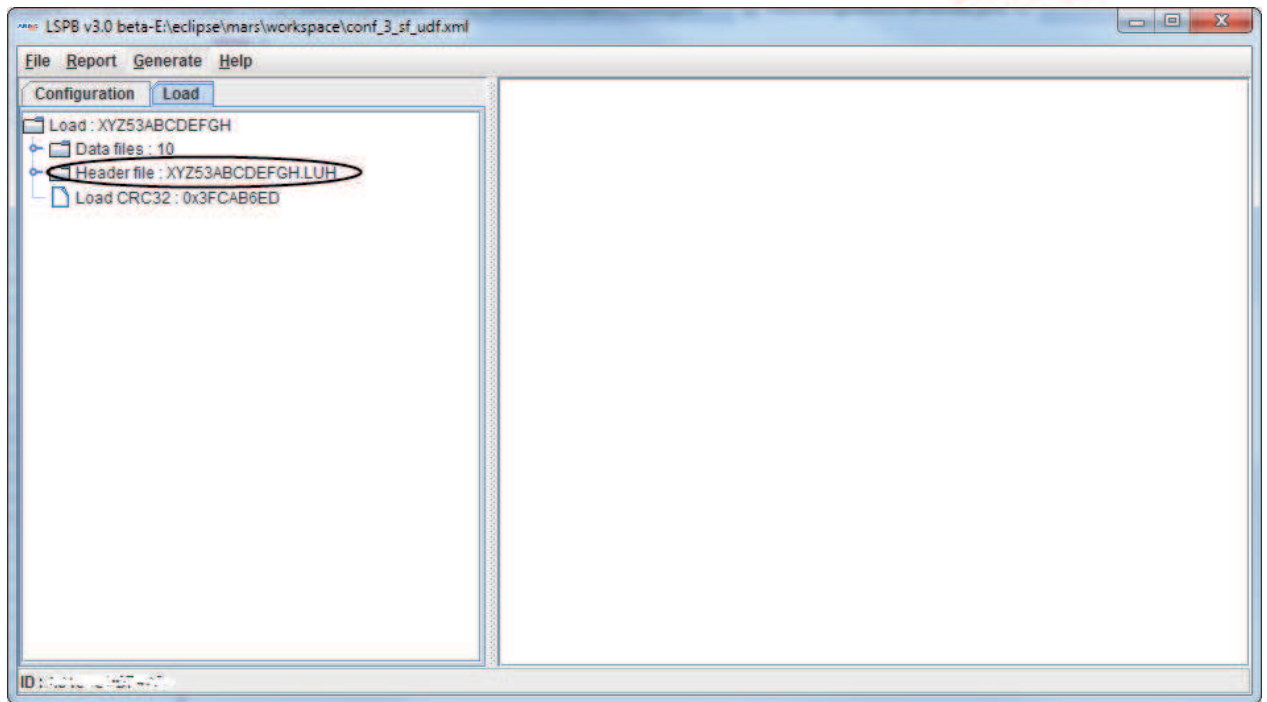 LSPB v3.0 beta-E:\eclipse\mars\workspace\conf_3_sf_udf.xml
File Report Generate Help
Configuration Load
Load : XYZ53ABCDEFGH
Data files : 10
Header file : XYZ53ABCDEFGH.LUH
Load CRC32 : 0x3FCAB6ED
ID :